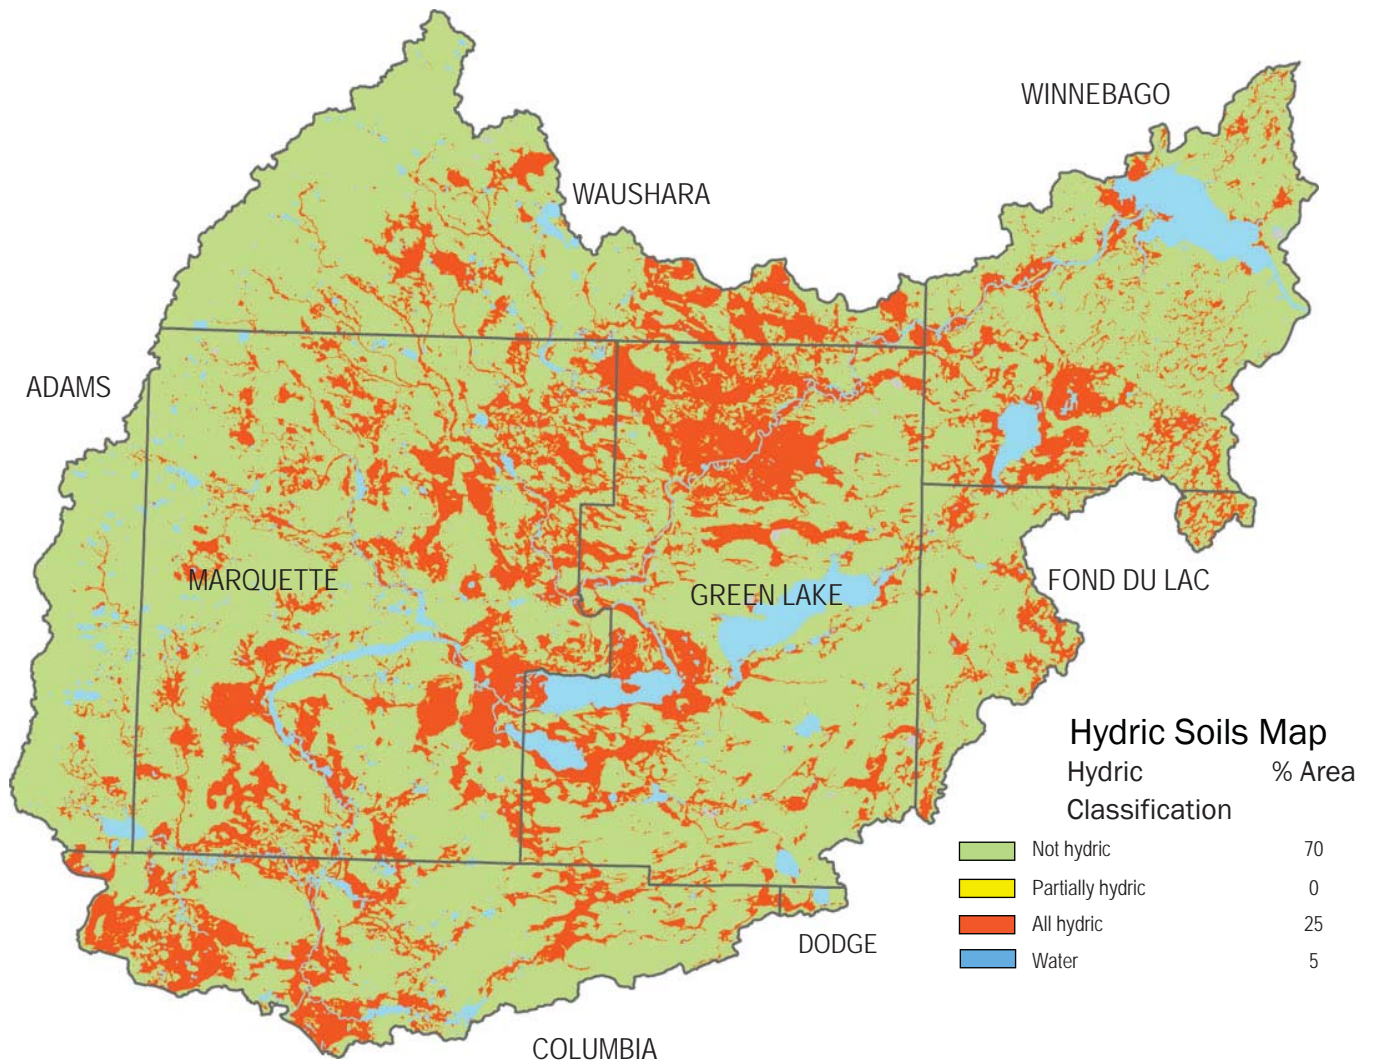 WINNEBAGO
WAUSHARA
ADAMS
MARQUETTE
GREEN LAKE
FOND DU LAC
DODGE
COLUMBIA
Hydric Soils Map
Hydric % Area
Classification
Not hydric 70
Partially hydric 0
All hydric 25
Water 5